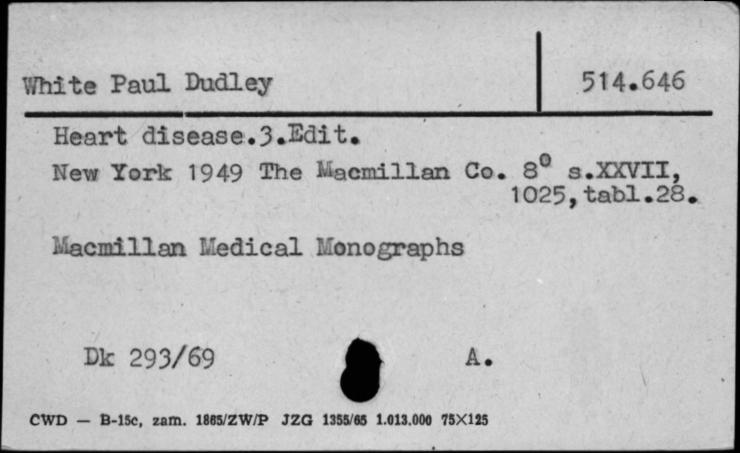 White Paul Dudley 514.646
Heart disease.3.Edit.
New York 1949 The Macmillan Co. 8° s.XXVII,
1025,tabl.28.
Macmillan Medical Monographs
Dk 293/69 A.
CWD — B-15c, zam. 1865/ZW/P JZG 1355/65 1.013.000 75X125